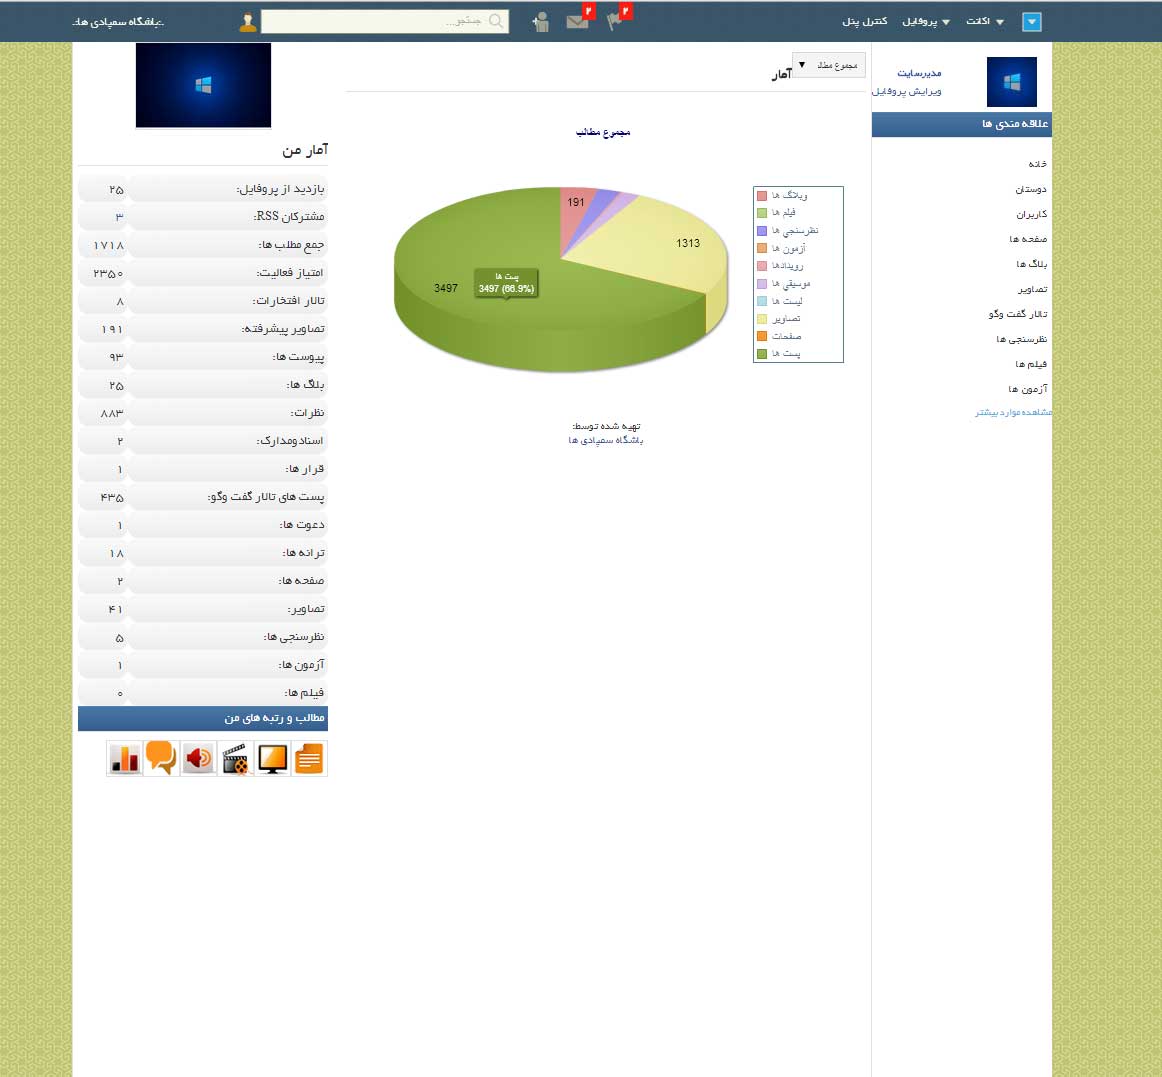 اکانت
پروفایل
کنترل پنل
۲
۲
جستجو...
.:باشگاه سمپادی ها:.
مدیرسایت
ویرایش پروفایل
علاقه مندی ها
خانه
دوستان
کاربران
صفحه ها
بلاگ ها
تصاویر
تالار گفت وگو
نظرسنجی ها
فیلم ها
آزمون ها
مشاهده موارد بیشتر
آمار
مجموع مطالب
191
1313
3497
پست ها
3497 (66.9%)
وبلاگ ها
فیلم ها
نظرسنجی ها
آزمون ها
رویدادها
موسیقی ها
لیست ها
تصاویر
صفحات
پست ها
تهیه شده توسط:
باشگاه سمپادی ها
آمار من
بازدید از پروفایل: ۲۵
مشترکان RSS: ۳
جمع مطلب ها: ۱۷۱۸
امتیاز فعالیت: ۲۳۵۰
تالار افتخارات: ۸
تصاویر پیشرفته: ۱۹۱
پیوست ها: ۹۳
بلاگ ها: ۲۵
نظرات: ۸۸۳
اسنادومدارک: ۲
قرار ها: ۱
پست های تالار گفت وگو: ۴۳۵
دعوت ها: ۱
ترانه ها: ۱۸
صفحه ها: ۲
تصاویر: ۴۱
نظرسنجی ها: ۵
آزمون ها: ۱
فیلم ها: ۰
مطالب و رتبه های من